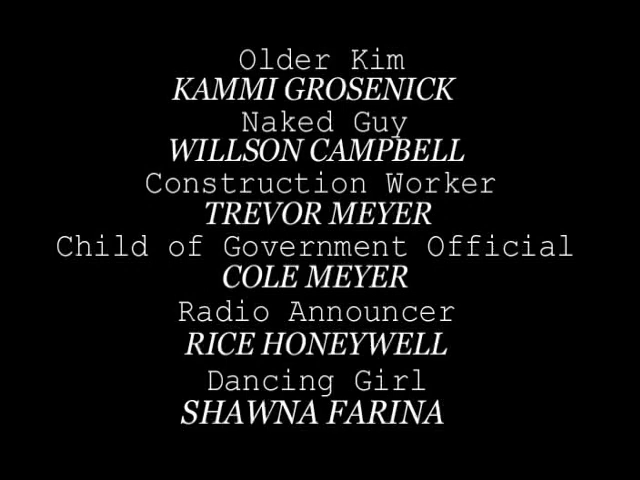 Older Kim
KAMMI GROSENICK
Naked Guy
WILLSON CAMPBELL
Construction Worker
TREVOR MEYER
Child of Government Official
COLE MEYER
Radio Announcer
RICE HONEYWELL
Dancing Girl
SHAWNA FARINA